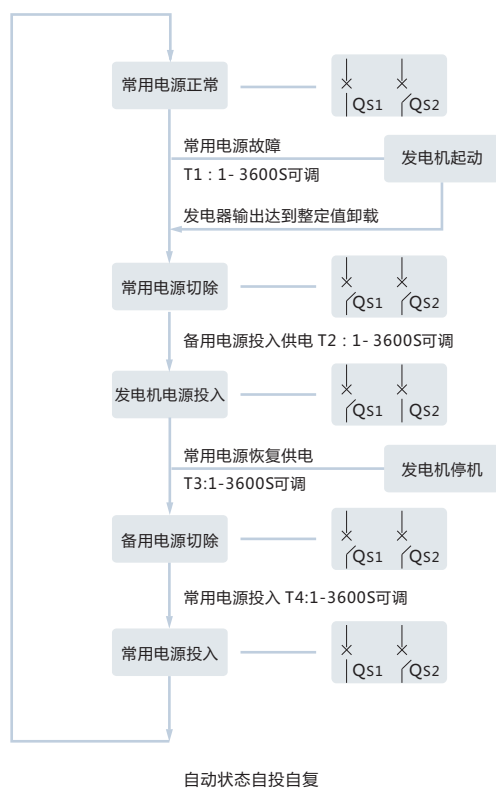 常用电源正常
QS1 QS2
常用电源故障
T1：1- 3600S可调
发电机起动
发电器输出达到整定值卸载
常用电源切除
QS1 QS2
备用电源投入供电 T2：1- 3600S可调
发电机电源投入
QS1 QS2
常用电源恢复供电
T3:1-3600S可调
发电机停机
备用电源切除
QS1 QS2
常用电源投入 T4:1-3600S可调
常用电源投入
QS1 QS2
自动状态自投自复